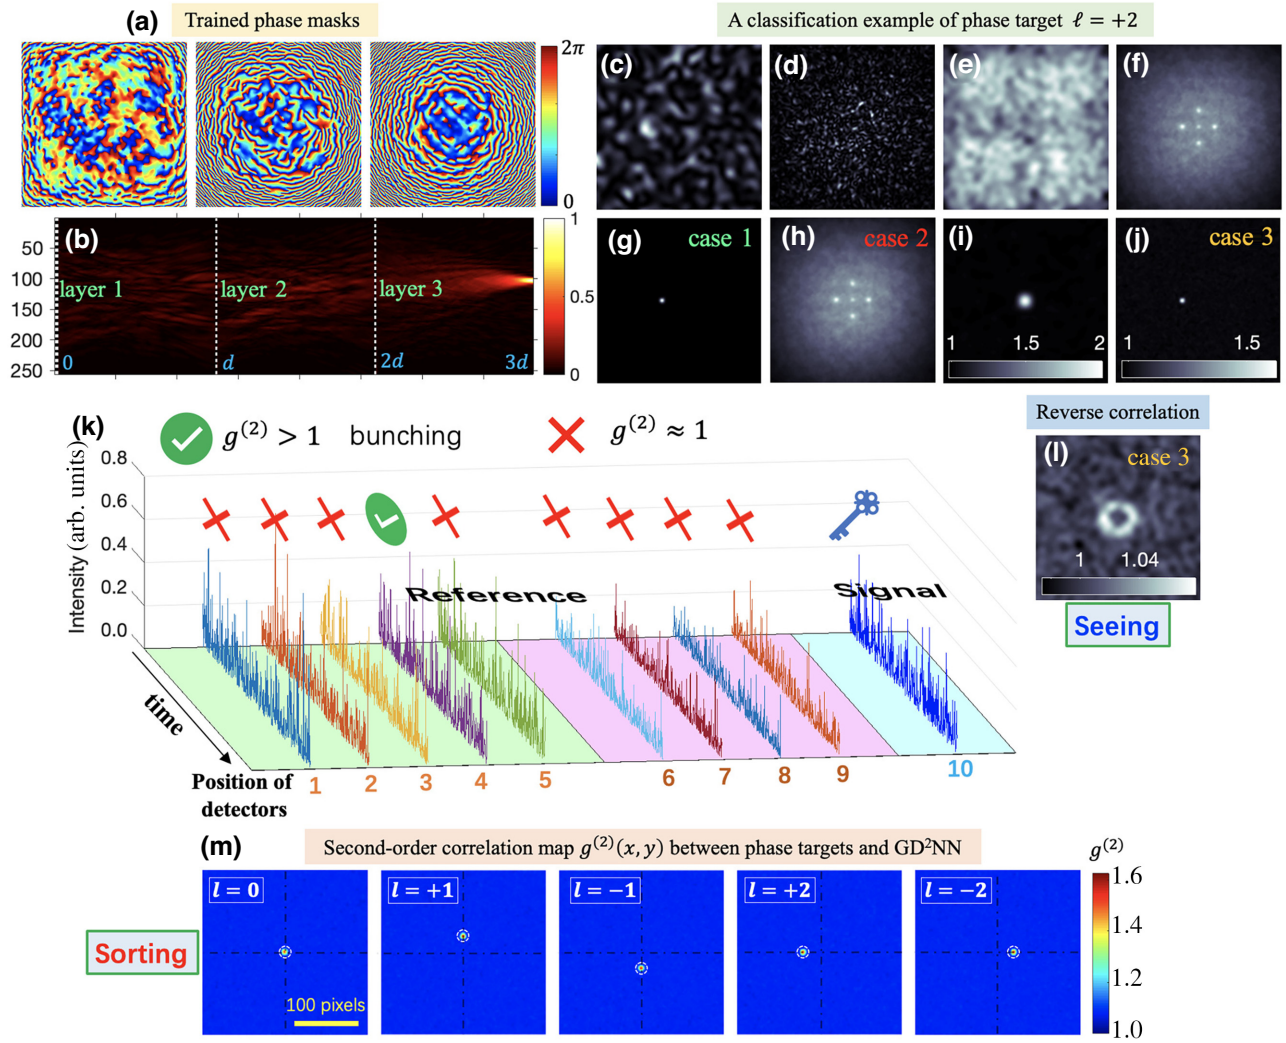 (a) Trained phase masks
A classification example of phase target ℓ = +2
2π
0
(c)
(d)
(e)
(f)
(b)
50
100
150
200
250
layer 1
layer 2
layer 3
0
d
2d
3d
1
0.5
0
(g) case 1
(h) case 2
(i)
1 1.5 2
(j) case 3
1 1.5
(k)
g⁽²⁾ > 1 bunching
g⁽²⁾ ≈ 1
Intensity (arb. units)
0.8
0.6
0.4
0.2
0.0
Reference
Signal
time
Position of
detectors
1 2 3 4 5 6 7 8 9 10
Reverse correlation
(l) case 3
1 1.04
Seeing
(m) Second-order correlation map g⁽²⁾(x, y) between phase targets and GD²NN
Sorting
l = 0
100 pixels
l = +1
l = −1
l = +2
l = −2
g⁽²⁾
1.6
1.4
1.2
1.0